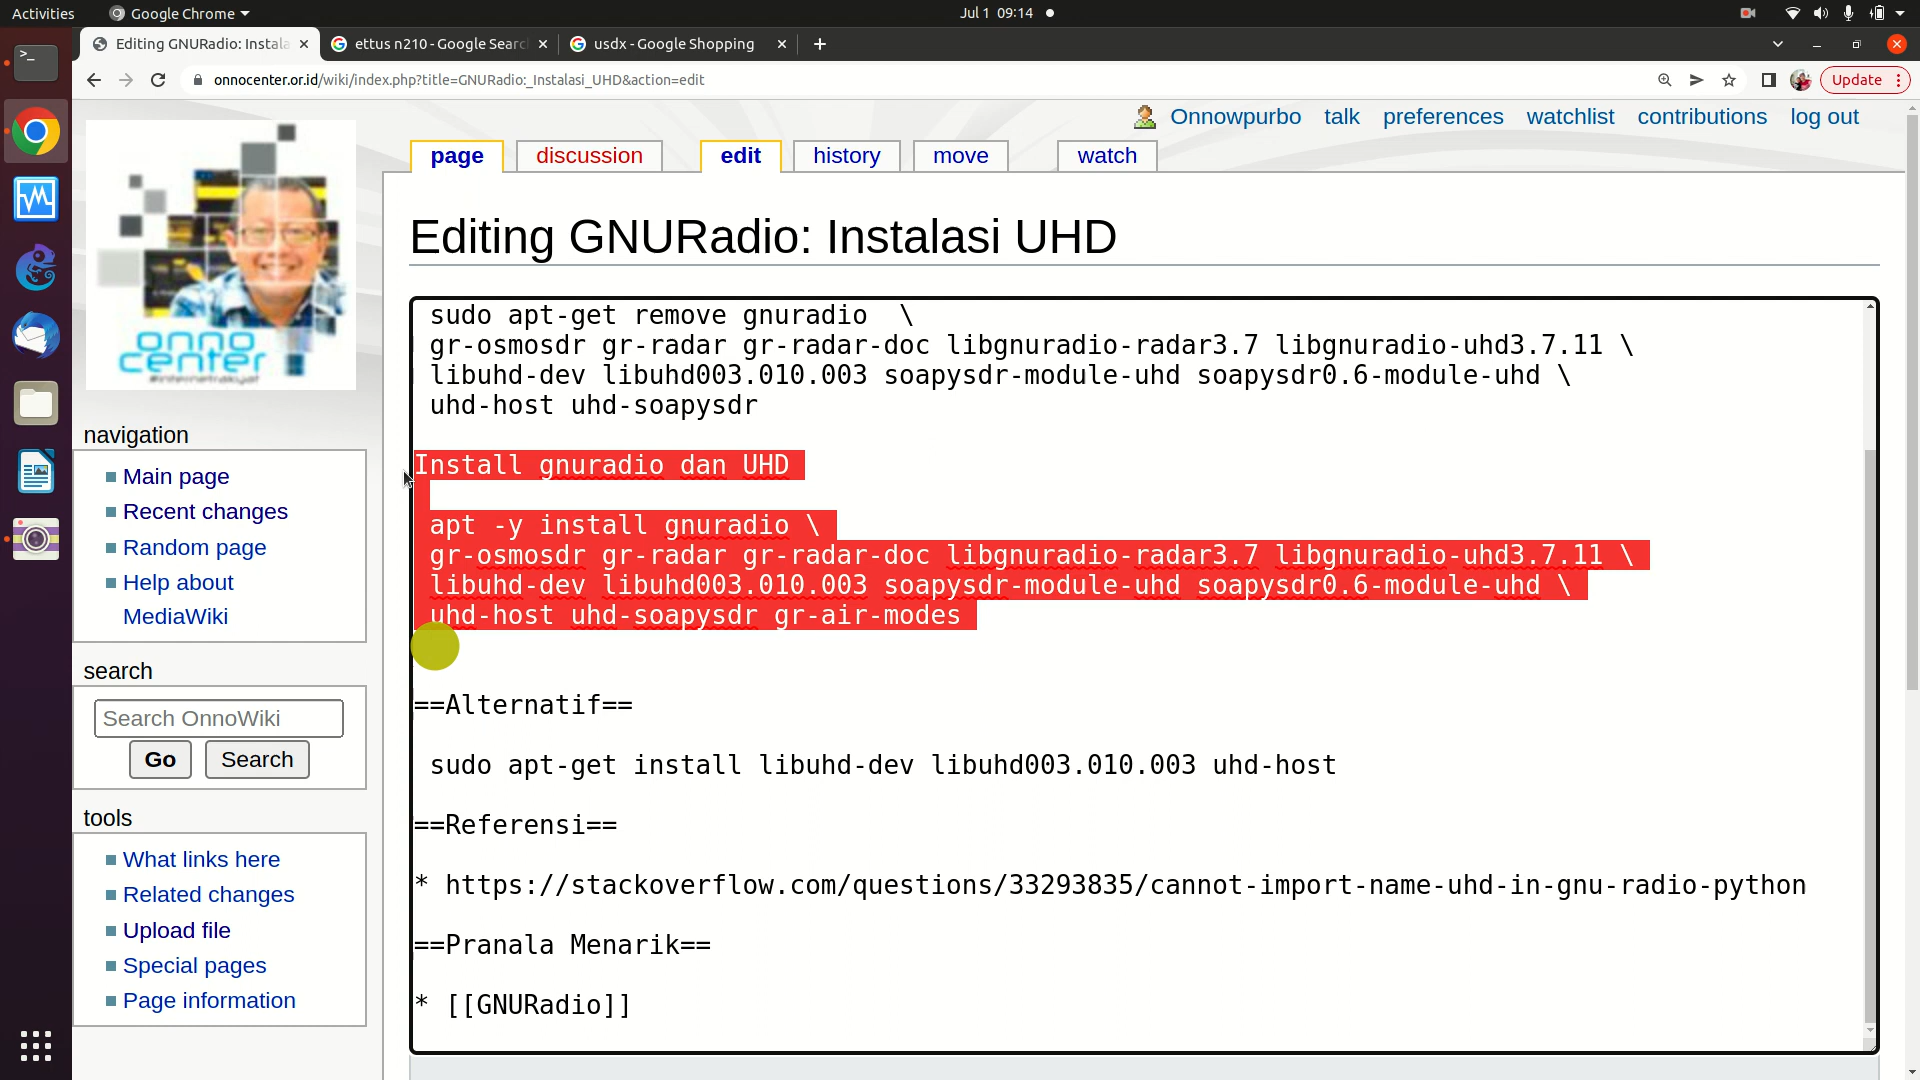 Activities
Google Chrome
Jul 1 09:14
Editing GNURadio: Instala
ettus n210 - Google Searc
usdx - Google Shopping
onnocenter.or.id/wiki/index.php?title=GNURadio:_Instalasi_UHD&action=edit
Update
Onnowpurbo talk preferences watchlist contributions log out
page discussion edit history move watch
onno
center
Editing GNURadio: Instalasi UHD
sudo apt-get remove gnuradio \
gr-osmosdr gr-radar gr-radar-doc libgnuradio-radar3.7 libgnuradio-uhd3.7.11 \
libuhd-dev libuhd003.010.003 soapysdr-module-uhd soapysdr0.6-module-uhd \
uhd-host uhd-soapysdr
Install gnuradio dan UHD
apt -y install gnuradio \
gr-osmosdr gr-radar gr-radar-doc libgnuradio-radar3.7 libgnuradio-uhd3.7.11 \
libuhd-dev libuhd003.010.003 soapysdr-module-uhd soapysdr0.6-module-uhd \
uhd-host uhd-soapysdr gr-air-modes
==Alternatif==
sudo apt-get install libuhd-dev libuhd003.010.003 uhd-host
==Referensi==
* https://stackoverflow.com/questions/33293835/cannot-import-name-uhd-in-gnu-radio-python
==Pranala Menarik==
* [[GNURadio]]
navigation
Main page
Recent changes
Random page
Help about
MediaWiki
search
Search OnnoWiki
Go Search
tools
What links here
Related changes
Upload file
Special pages
Page information